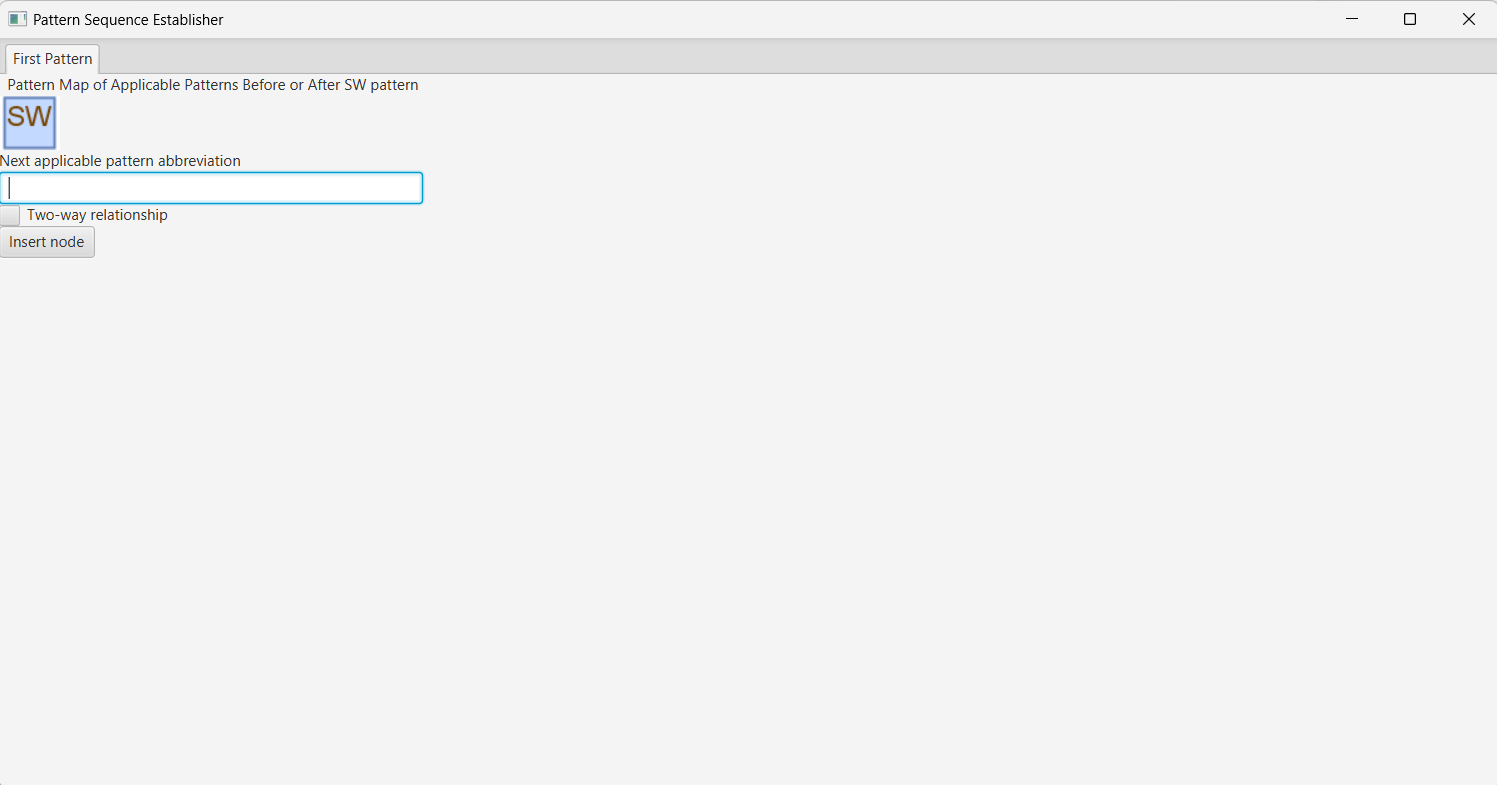 Pattern Sequence Establisher
First Pattern
Pattern Map of Applicable Patterns Before or After SW pattern
SW
Next applicable pattern abbreviation
Two-way relationship
Insert node